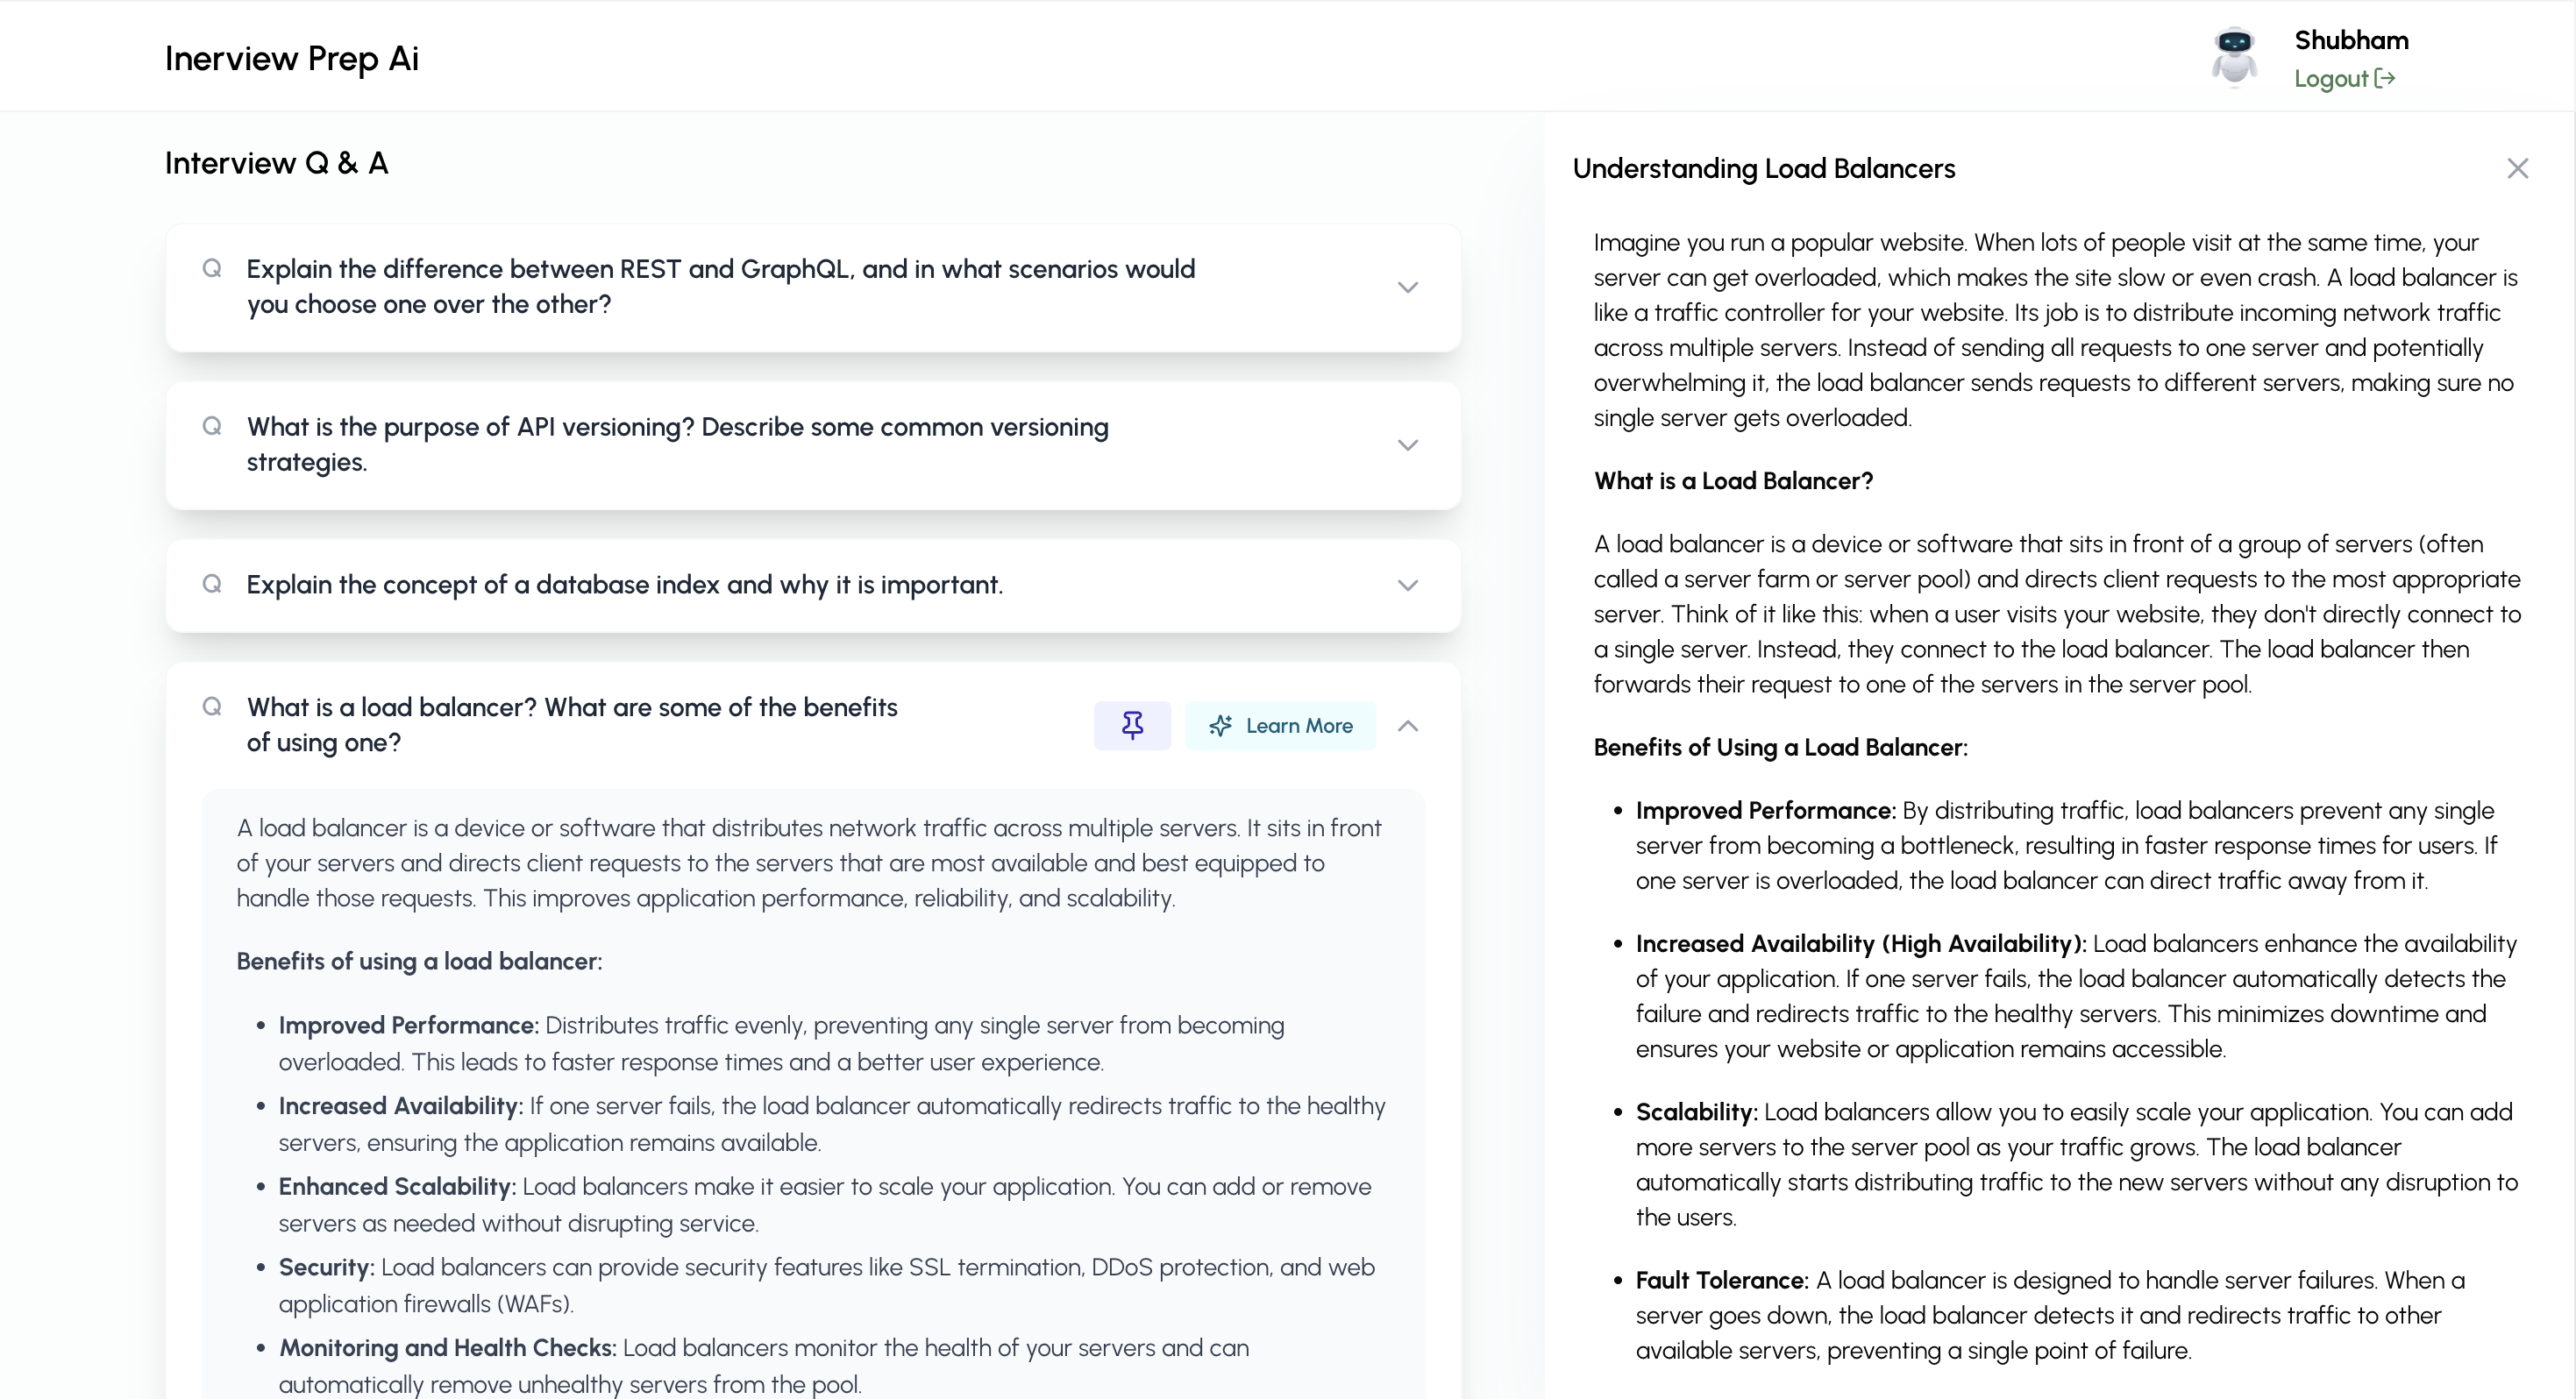 Inerview Prep Ai
Shubham
Logout
Interview Q & A
Q Explain the difference between REST and GraphQL, and in what scenarios would
you choose one over the other?
Q What is the purpose of API versioning? Describe some common versioning
strategies.
Q Explain the concept of a database index and why it is important.
Q What is a load balancer? What are some of the benefits
of using one?
Learn More
A load balancer is a device or software that distributes network traffic across multiple servers. It sits in front
of your servers and directs client requests to the servers that are most available and best equipped to
handle those requests. This improves application performance, reliability, and scalability.
Benefits of using a load balancer:
• Improved Performance: Distributes traffic evenly, preventing any single server from becoming
overloaded. This leads to faster response times and a better user experience.
• Increased Availability: If one server fails, the load balancer automatically redirects traffic to the healthy
servers, ensuring the application remains available.
• Enhanced Scalability: Load balancers make it easier to scale your application. You can add or remove
servers as needed without disrupting service.
• Security: Load balancers can provide security features like SSL termination, DDoS protection, and web
application firewalls (WAFs).
• Monitoring and Health Checks: Load balancers monitor the health of your servers and can
automatically remove unhealthy servers from the pool.
Understanding Load Balancers
Imagine you run a popular website. When lots of people visit at the same time, your
server can get overloaded, which makes the site slow or even crash. A load balancer is
like a traffic controller for your website. Its job is to distribute incoming network traffic
across multiple servers. Instead of sending all requests to one server and potentially
overwhelming it, the load balancer sends requests to different servers, making sure no
single server gets overloaded.
What is a Load Balancer?
A load balancer is a device or software that sits in front of a group of servers (often
called a server farm or server pool) and directs client requests to the most appropriate
server. Think of it like this: when a user visits your website, they don't directly connect to
a single server. Instead, they connect to the load balancer. The load balancer then
forwards their request to one of the servers in the server pool.
Benefits of Using a Load Balancer:
• Improved Performance: By distributing traffic, load balancers prevent any single
server from becoming a bottleneck, resulting in faster response times for users. If
one server is overloaded, the load balancer can direct traffic away from it.
• Increased Availability (High Availability): Load balancers enhance the availability
of your application. If one server fails, the load balancer automatically detects the
failure and redirects traffic to the healthy servers. This minimizes downtime and
ensures your website or application remains accessible.
• Scalability: Load balancers allow you to easily scale your application. You can add
more servers to the server pool as your traffic grows. The load balancer
automatically starts distributing traffic to the new servers without any disruption to
the users.
• Fault Tolerance: A load balancer is designed to handle server failures. When a
server goes down, the load balancer detects it and redirects traffic to other
available servers, preventing a single point of failure.